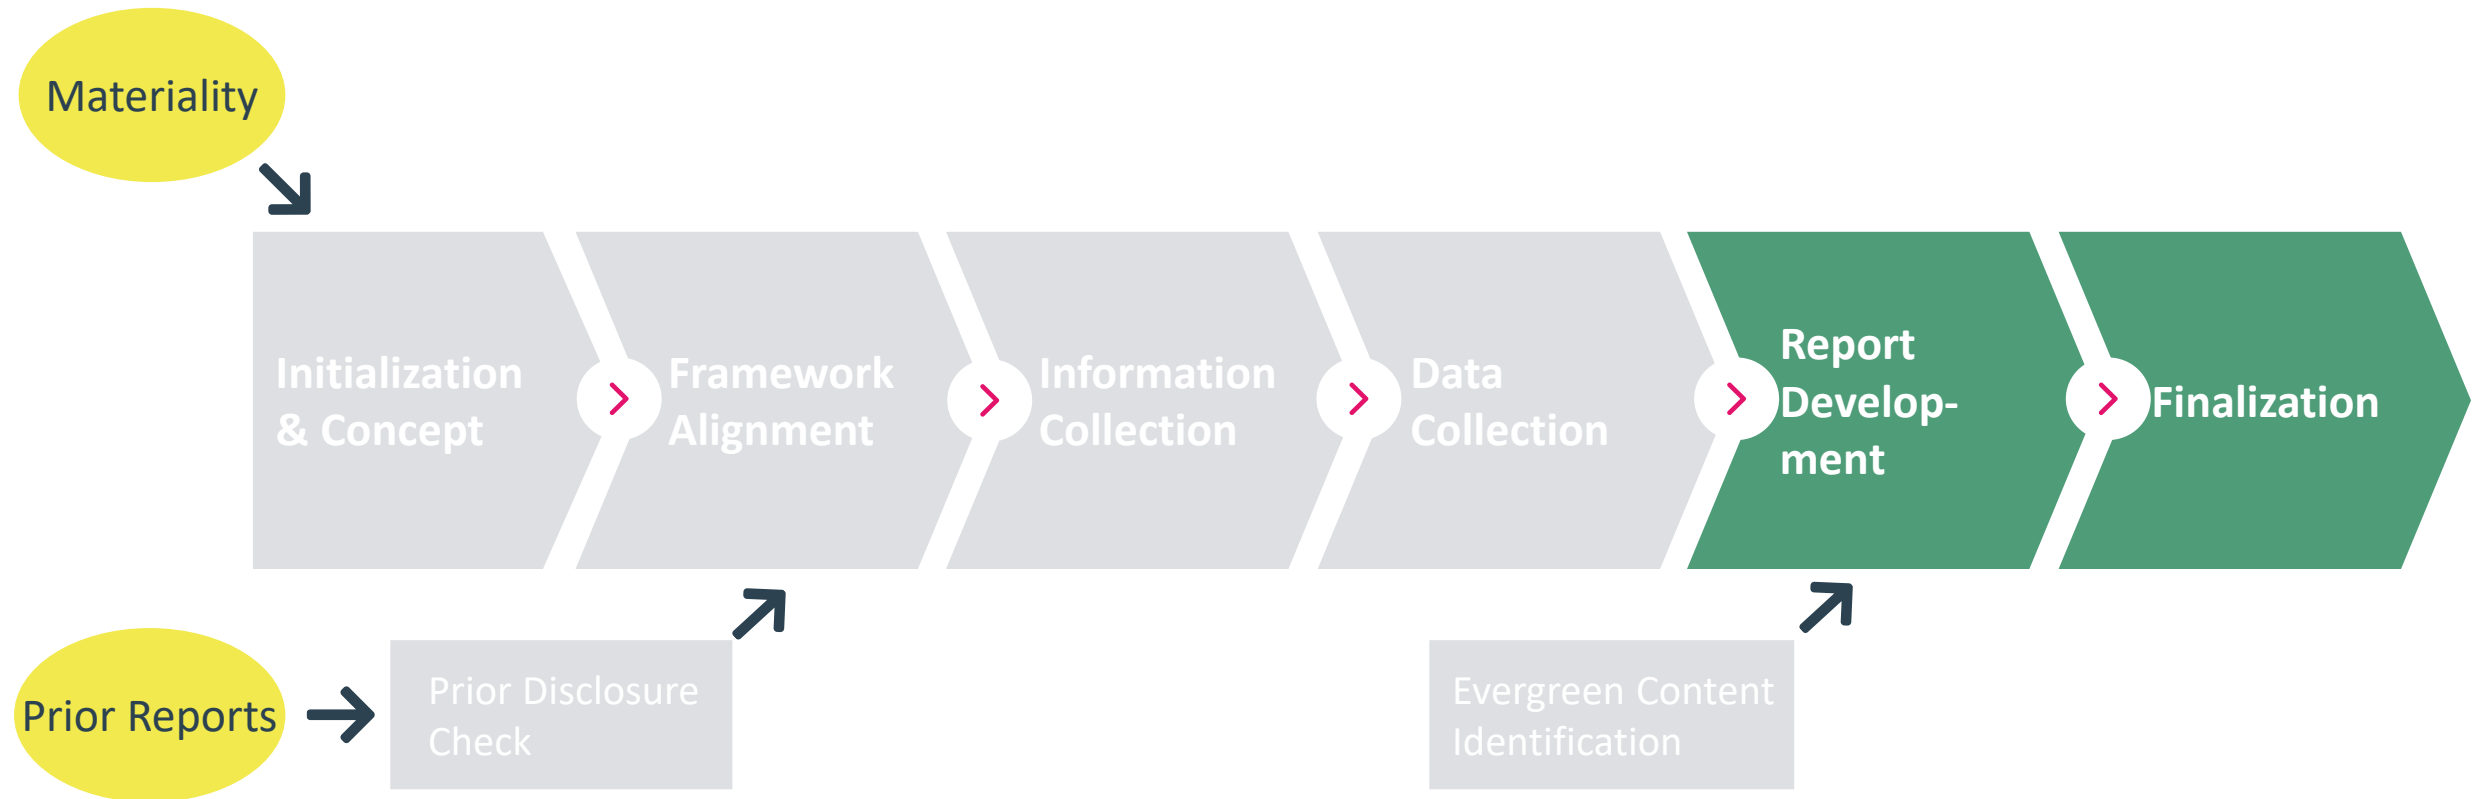 Materiality
Initialization
& Concept
Framework
Alignment
Information
Collection
Data
Collection
Report
Develop-
ment
Finalization
Prior Reports
Prior Disclosure
Check
Evergreen Content
Identification